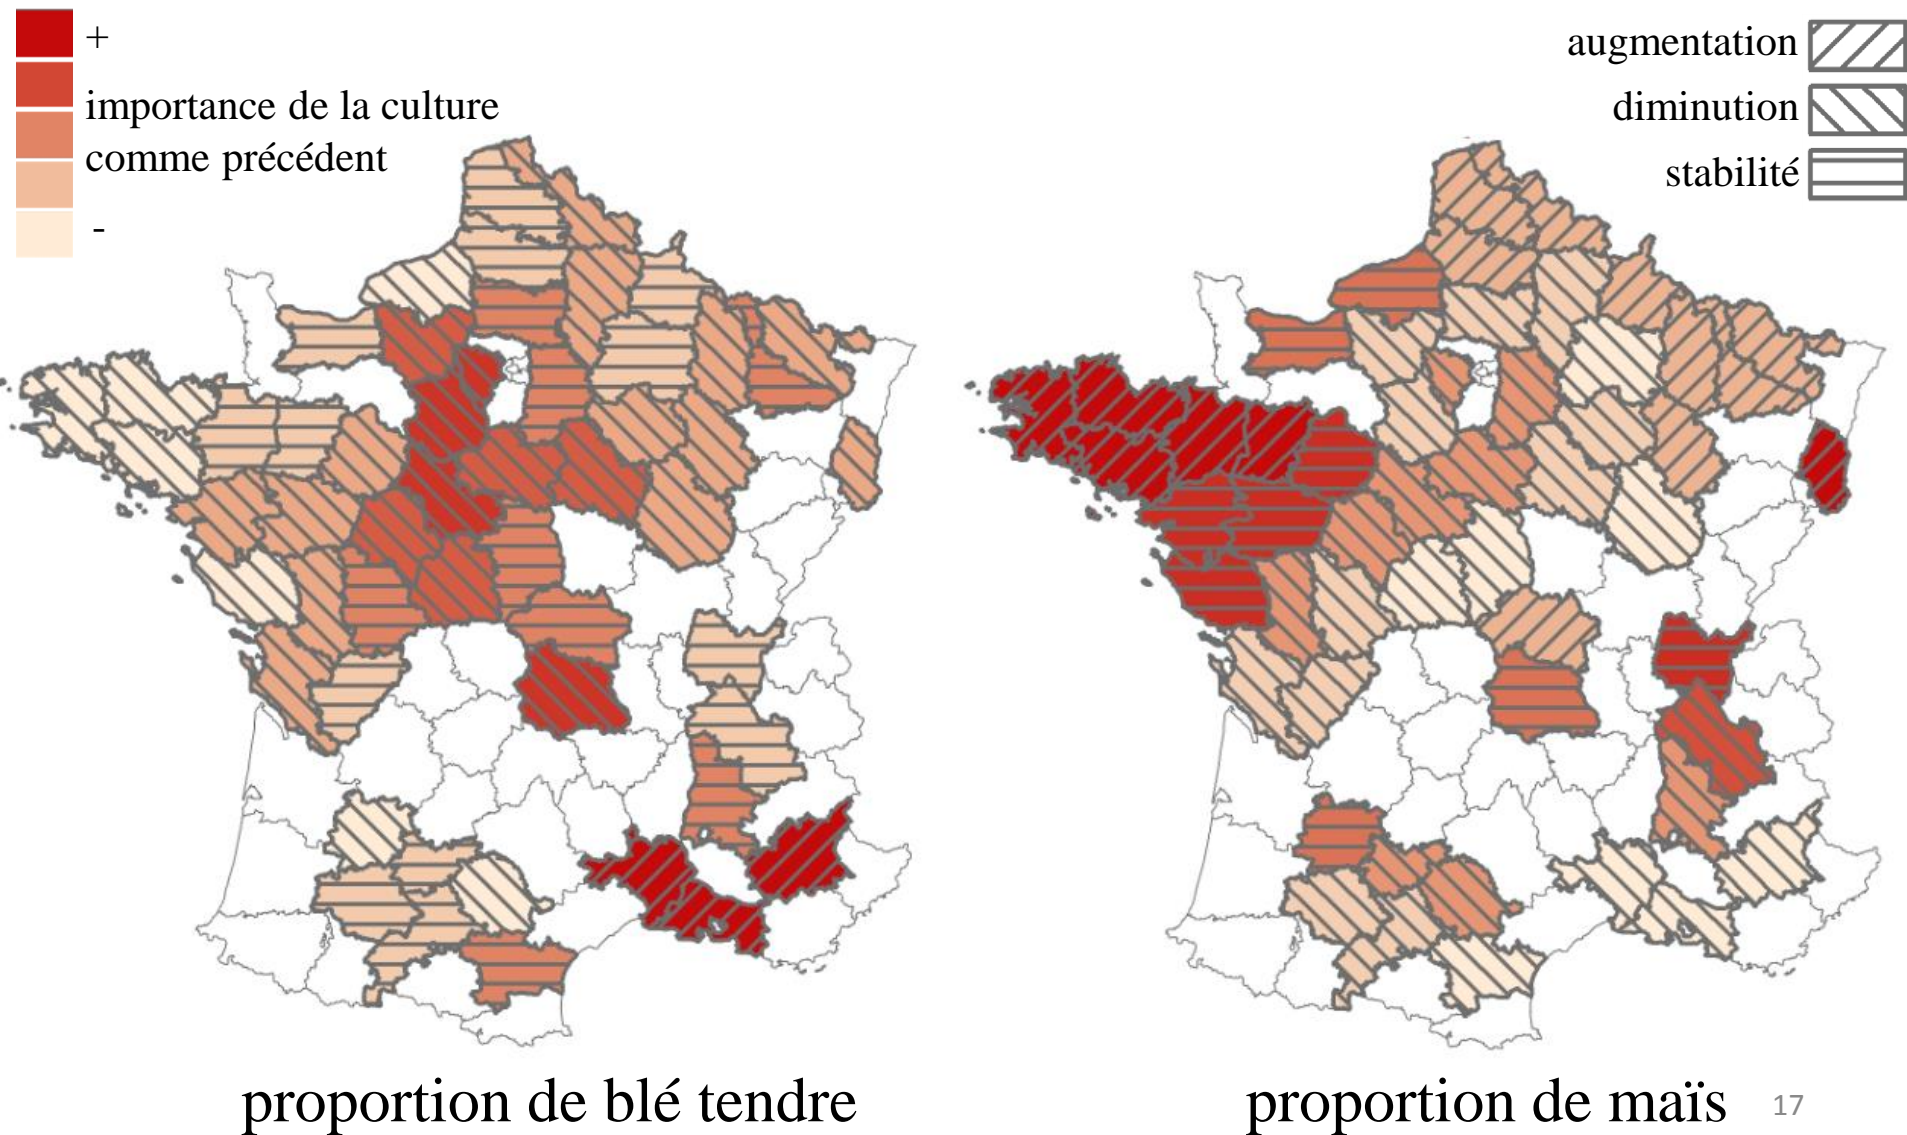 +
importance de la culture
comme précédent
-
augmentation
diminution
stabilité
proportion de blé tendre
proportion de maïs
17